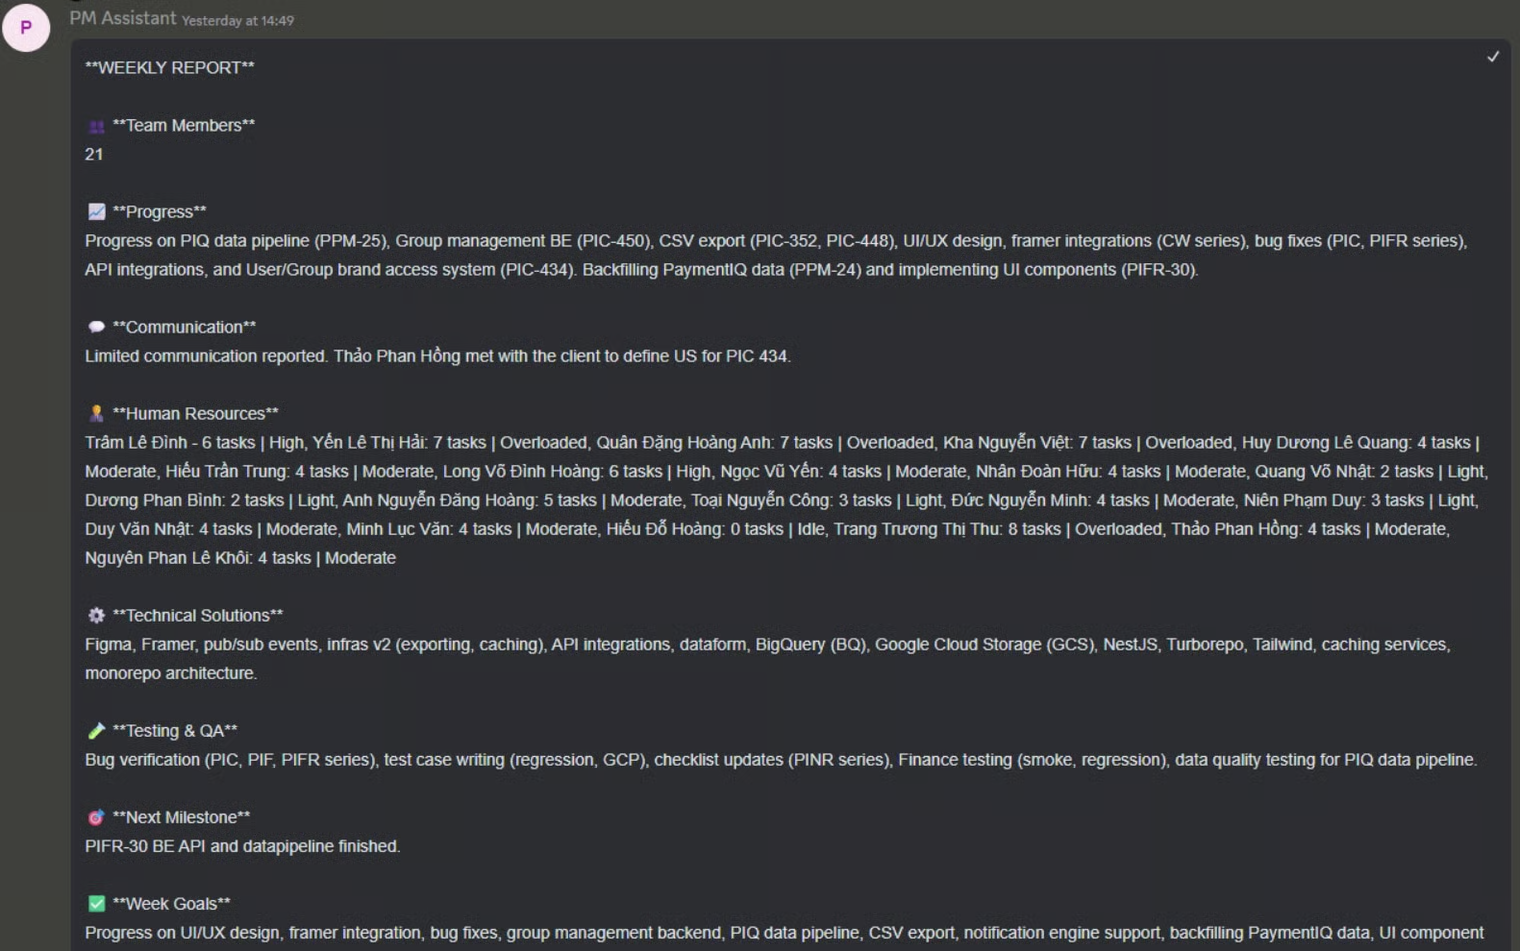 P
PM Assistant Yesterday at 14:49
**WEEKLY REPORT**
**Team Members**
21
**Progress**
Progress on PIQ data pipeline (PPM-25), Group management BE (PIC-450), CSV export (PIC-352, PIC-448), UI/UX design, framer integrations (CW series), bug fixes (PIC, PIFR series),
API integrations, and User/Group brand access system (PIC-434). Backfilling PaymentIQ data (PPM-24) and implementing UI components (PIFR-30).
**Communication**
Limited communication reported. Thảo Phan Hồng met with the client to define US for PIC 434.
**Human Resources**
Trâm Lê Đình - 6 tasks | High, Yến Lê Thị Hải: 7 tasks | Overloaded, Quân Đặng Hoàng Anh: 7 tasks | Overloaded, Kha Nguyễn Việt: 7 tasks | Overloaded, Huy Dương Lê Quang: 4 tasks |
Moderate, Hiếu Trần Trung: 4 tasks | Moderate, Long Võ Đình Hoàng: 6 tasks | High, Ngọc Vũ Yến: 4 tasks | Moderate, Nhân Đoàn Hữu: 4 tasks | Moderate, Quang Võ Nhật: 2 tasks | Light,
Dương Phan Bình: 2 tasks | Light, Anh Nguyễn Đăng Hoàng: 5 tasks | Moderate, Toại Nguyễn Công: 3 tasks | Light, Đức Nguyễn Minh: 4 tasks | Moderate, Niên Phạm Duy: 3 tasks | Light,
Duy Văn Nhật: 4 tasks | Moderate, Minh Lục Văn: 4 tasks | Moderate, Hiếu Đỗ Hoàng: 0 tasks | Idle, Trang Trương Thị Thu: 8 tasks | Overloaded, Thảo Phan Hồng: 4 tasks | Moderate,
Nguyên Phan Lê Khôi: 4 tasks | Moderate
**Technical Solutions**
Figma, Framer, pub/sub events, infras v2 (exporting, caching), API integrations, dataform, BigQuery (BQ), Google Cloud Storage (GCS), NestJS, Turborepo, Tailwind, caching services,
monorepo architecture.
**Testing & QA**
Bug verification (PIC, PIF, PIFR series), test case writing (regression, GCP), checklist updates (PINR series), Finance testing (smoke, regression), data quality testing for PIQ data pipeline.
**Next Milestone**
PIFR-30 BE API and datapipeline finished.
**Week Goals**
Progress on UI/UX design, framer integration, bug fixes, group management backend, PIQ data pipeline, CSV export, notification engine support, backfilling PaymentIQ data, UI component